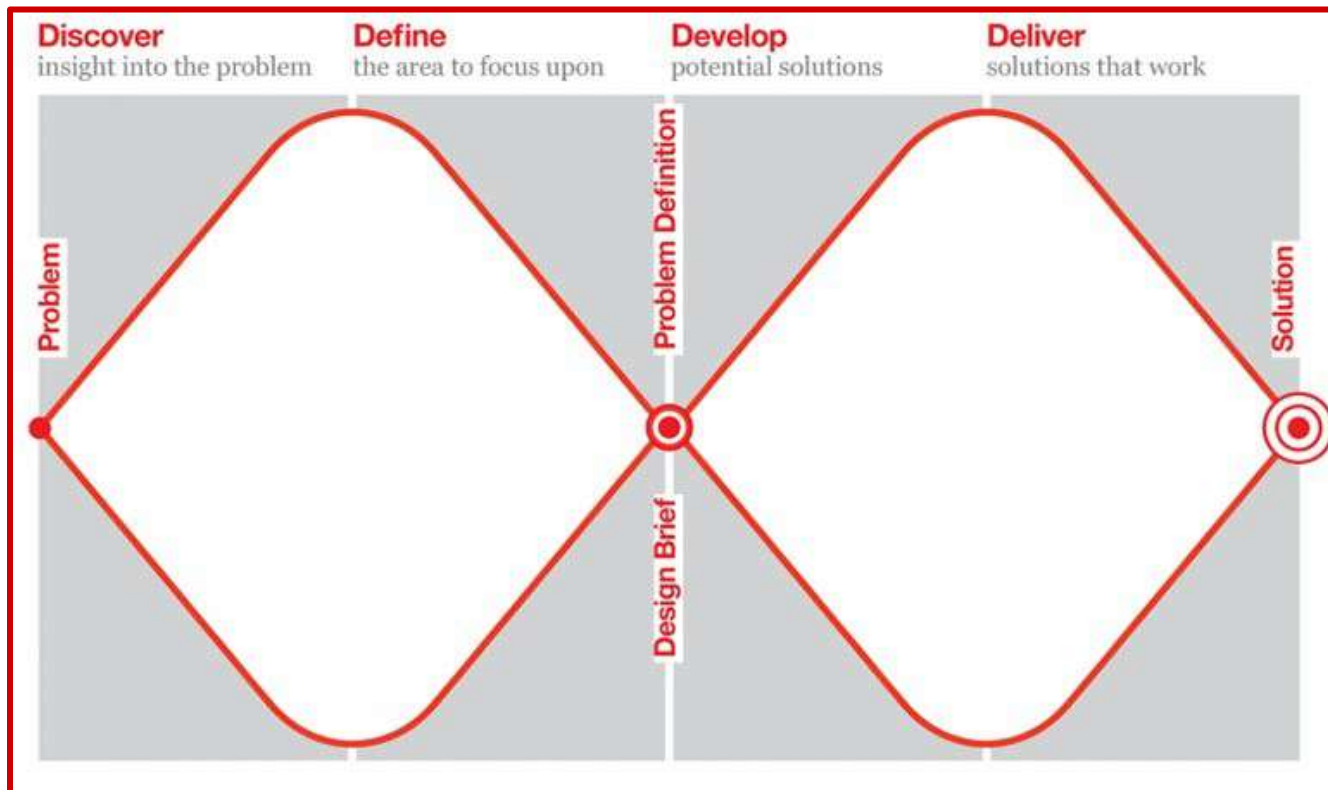 Discover
insight into the problem
Define
the area to focus upon
Develop
potential solutions
Deliver
solutions that work
Problem
Problem Definition
Design Brief
Solution